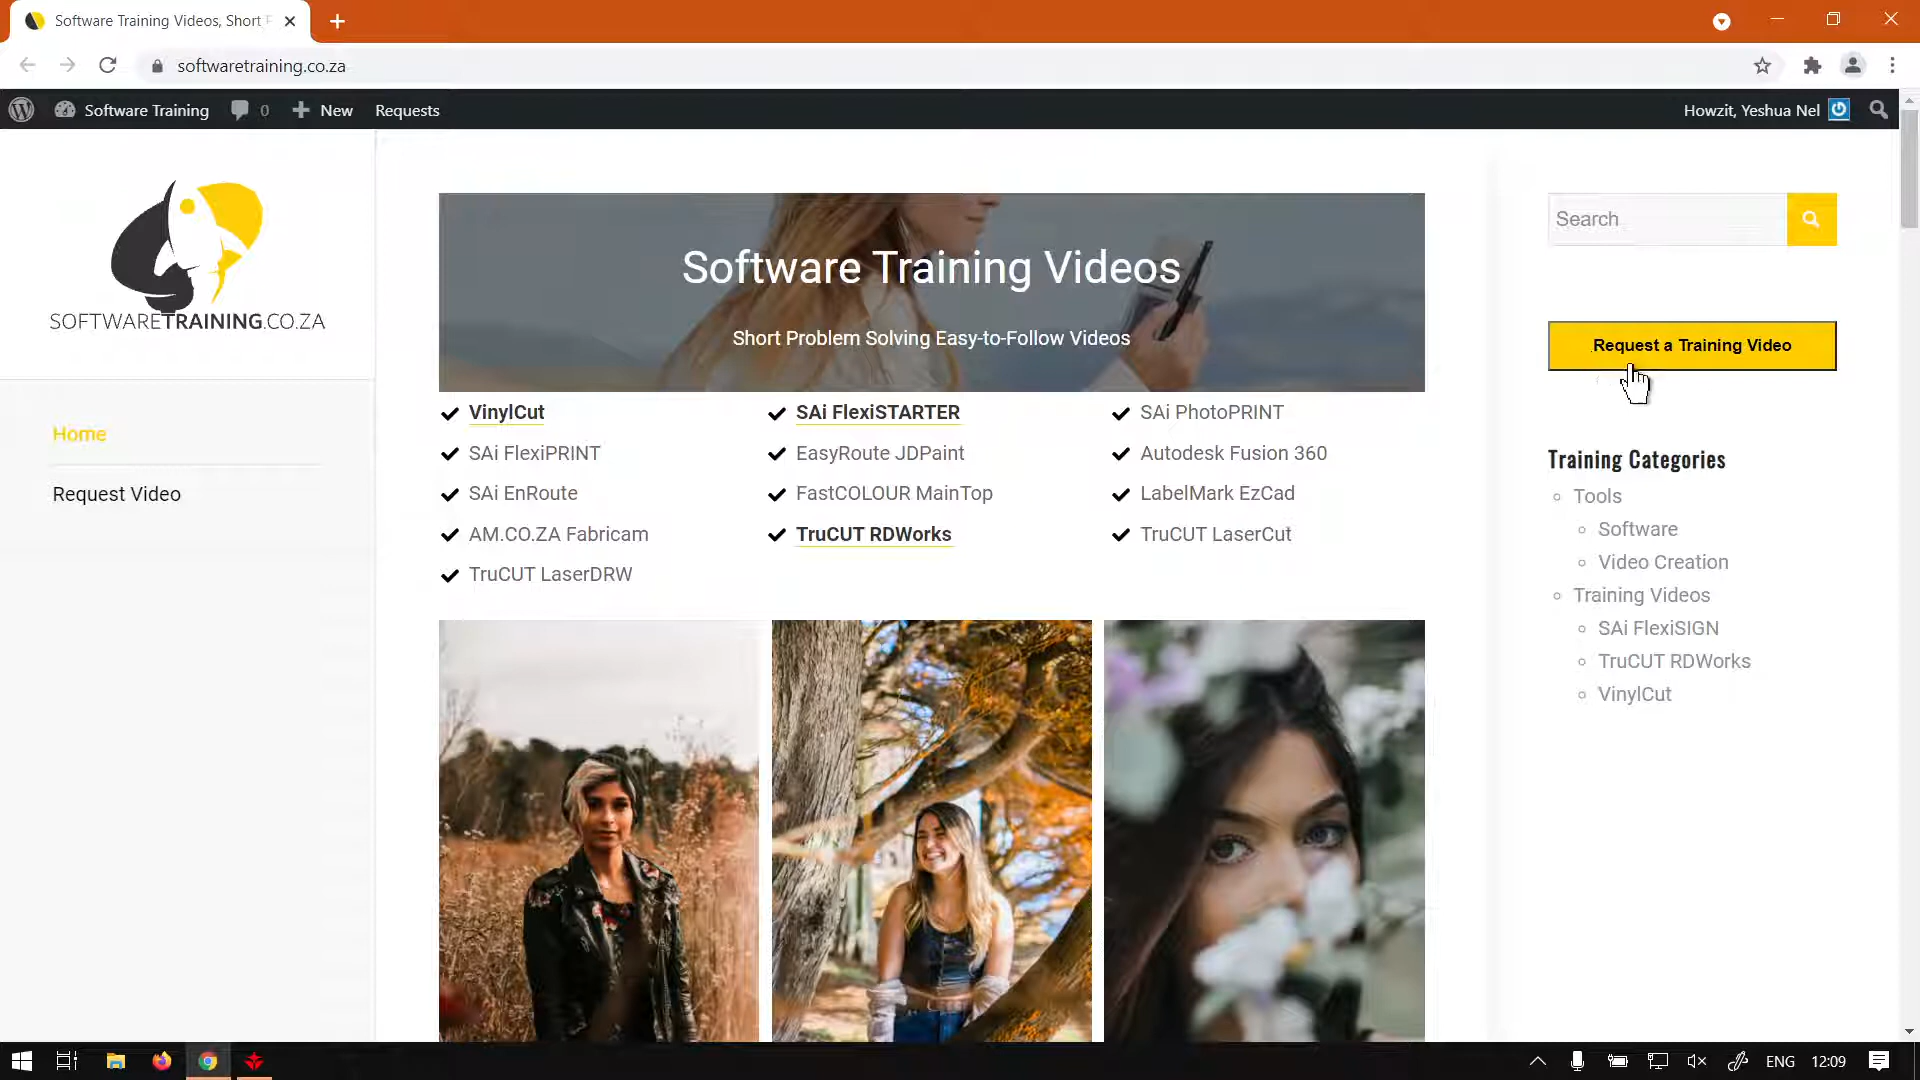 Software Training Videos, Short
softwaretraining.co.za
Software Training 0 New Requests
Howzit, Yeshua Nel
SOFTWARETRAINING.CO.ZA
Home
Request Video
Software Training Videos
Short Problem Solving Easy-to-Follow Videos
VinylCut SAi FlexiSTARTER SAi PhotoPRINT
SAi FlexiPRINT EasyRoute JDPaint Autodesk Fusion 360
SAi EnRoute FastCOLOUR MainTop LabelMark EzCad
AM.CO.ZA Fabricam TruCUT RDWorks TruCUT LaserCut
TruCUT LaserDRW
Search
Request a Training Video
Training Categories
Tools
Software
Video Creation
Training Videos
SAi FlexiSIGN
TruCUT RDWorks
VinylCut
ENG 12:09